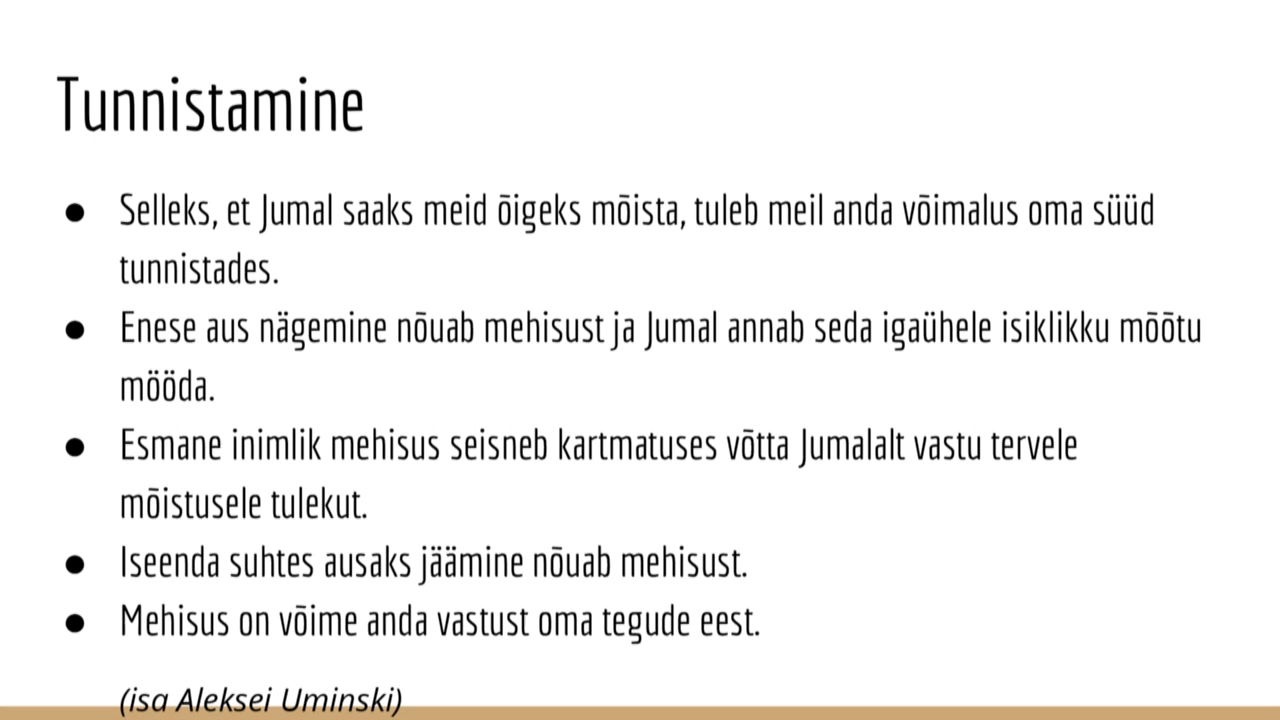 Tunnistamine
● Selleks, et Jumal saaks meid õigeks mõista, tuleb meil anda võimalus oma süüd
tunnistades.
● Enese aus nägemine nõuab mehisust ja Jumal annab seda igaühele isiklikku mõõtu
mööda.
● Esmane inimlik mehisus seisneb kartmatuses võtta Jumalalt vastu tervele
mõistusele tulekut.
● Iseenda suhtes ausaks jäämine nõuab mehisust.
● Mehisus on võime anda vastust oma tegude eest.
(isa Aleksei Uminski)